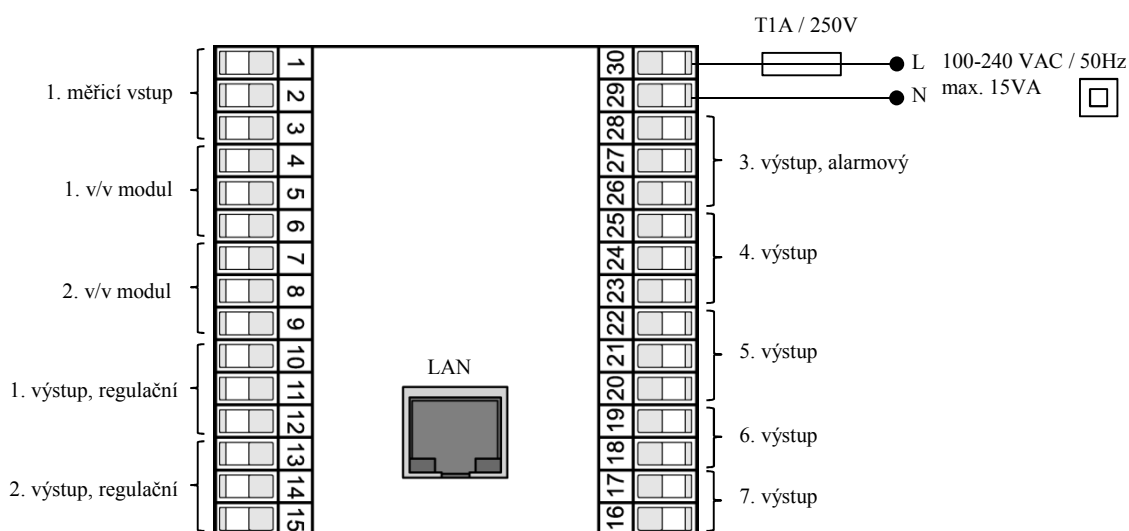 T1A / 250V
L 100-240 VAC / 50Hz
N max. 15VA
1. měřicí vstup
1. v/v modul
2. v/v modul
1. výstup, regulační
2. výstup, regulační
1
2
3
4
5
6
7
8
9
10
11
12
13
14
15
LAN
30
29
28
27
26
25
24
23
22
21
20
19
18
17
16
3. výstup, alarmový
4. výstup
5. výstup
6. výstup
7. výstup